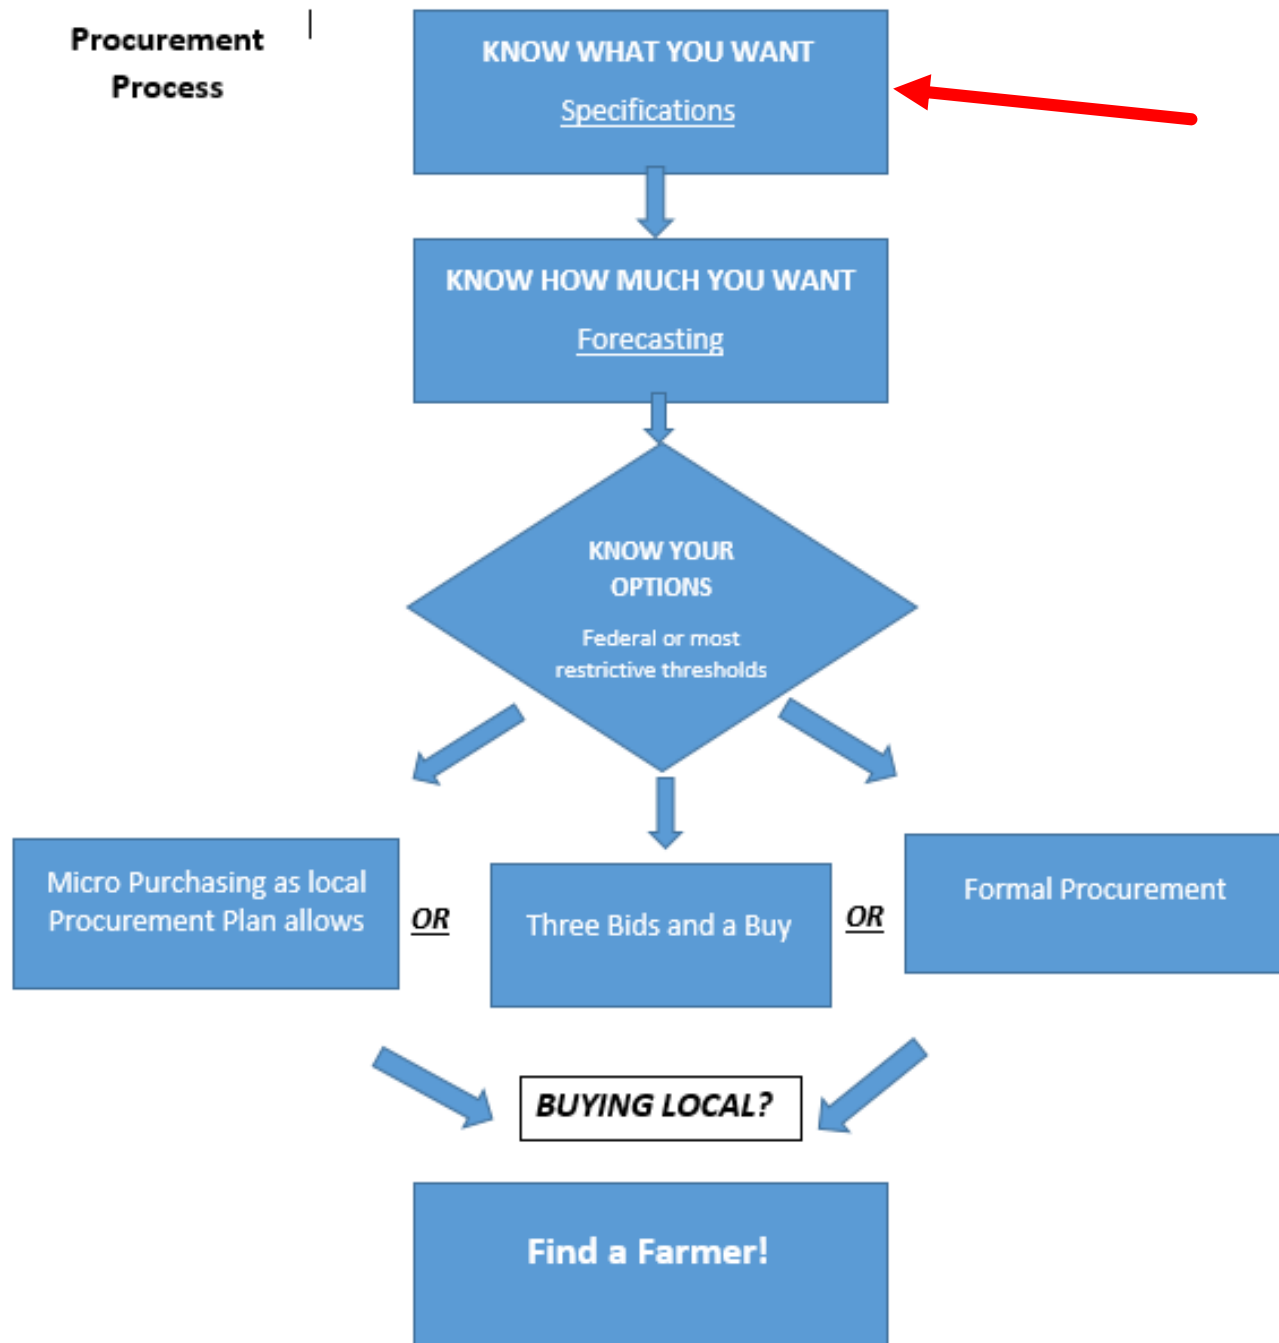 Procurement
Process
KNOW WHAT YOU WANT
Specifications
KNOW HOW MUCH YOU WANT
Forecasting
KNOW YOUR
OPTIONS
Federal or most
restrictive thresholds
Micro Purchasing as local
Procurement Plan allows
OR
Three Bids and a Buy
OR
Formal Procurement
BUYING LOCAL?
Find a Farmer!